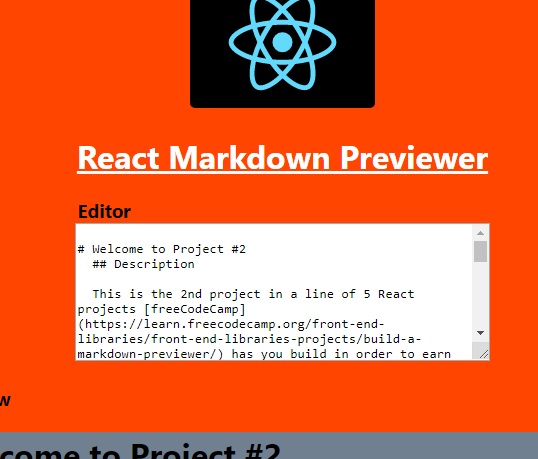 React Markdown Previewer
Editor
# Welcome to Project #2
## Description
This is the 2nd project in a line of 5 React
projects [freeCodeCamp]
(https://learn.freecodecamp.org/front-end-
libraries/front-end-libraries-projects/build-a-
markdown-previewer/) has you build in order to earn
w
come to Project #2